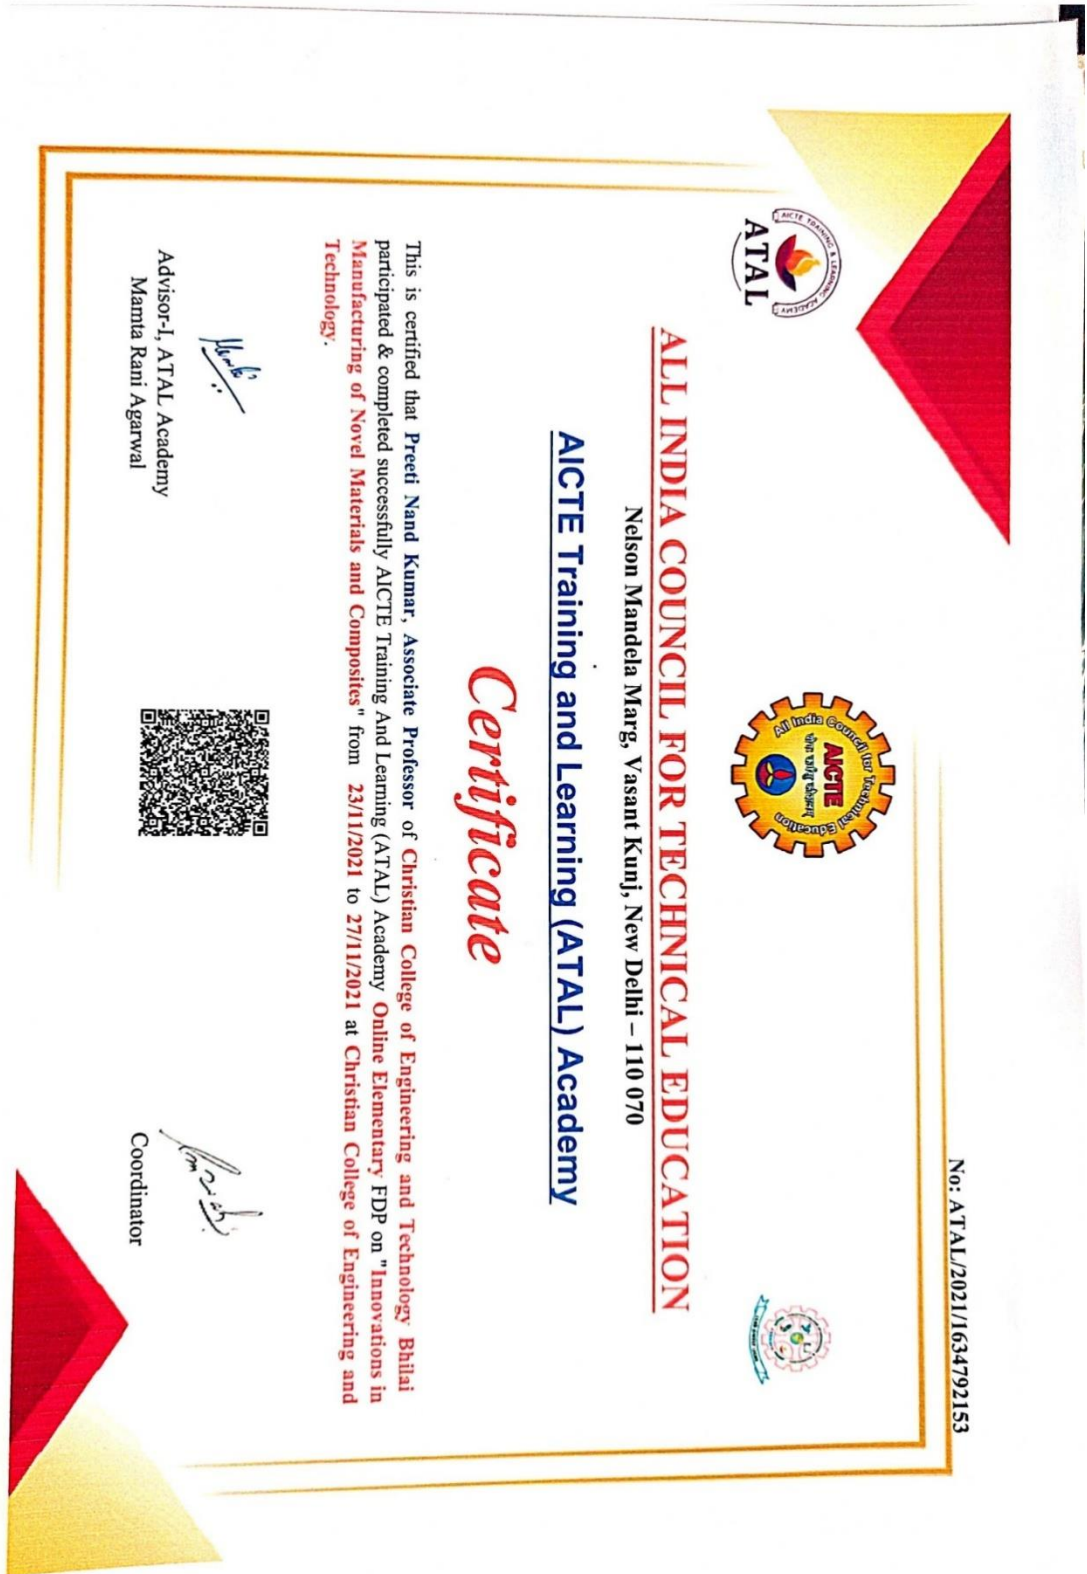 No: ATAL/2021/1634792153
AICTE TRAINING & LEARNING ACADEMY
ATAL
All India Council for Technical Education
AICTE
ALL INDIA COUNCIL FOR TECHNICAL EDUCATION
Nelson Mandela Marg, Vasant Kunj, New Delhi – 110 070
AICTE Training and Learning (ATAL) Academy
Certificate
This is certified that Preeti Nand Kumar, Associate Professor of Christian College of Engineering and Technology Bhilai
participated & completed successfully AICTE Training And Learning (ATAL) Academy Online Elementary FDP on "Innovations in
Manufacturing of Novel Materials and Composites" from 23/11/2021 to 27/11/2021 at Christian College of Engineering and
Technology.
Advisor-I, ATAL Academy
Mamta Rani Agarwal
Coordinator